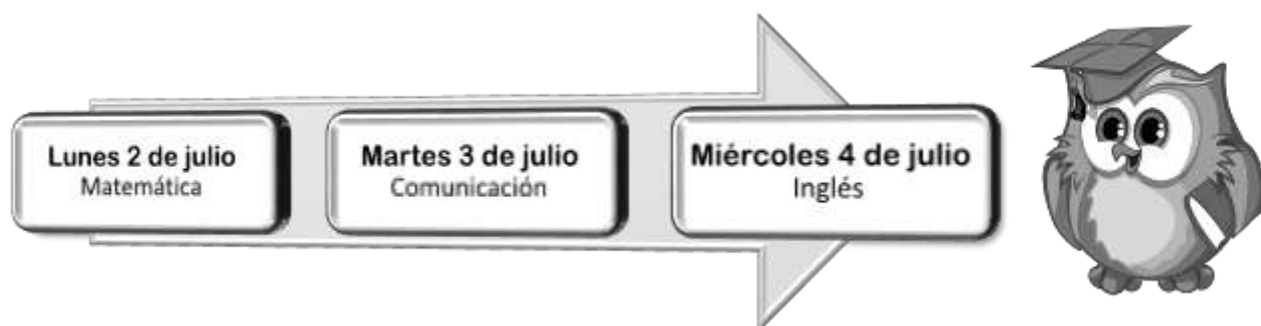 Lunes 2 de julio
Matemática
Martes 3 de julio
Comunicación
Miércoles 4 de julio
Inglés